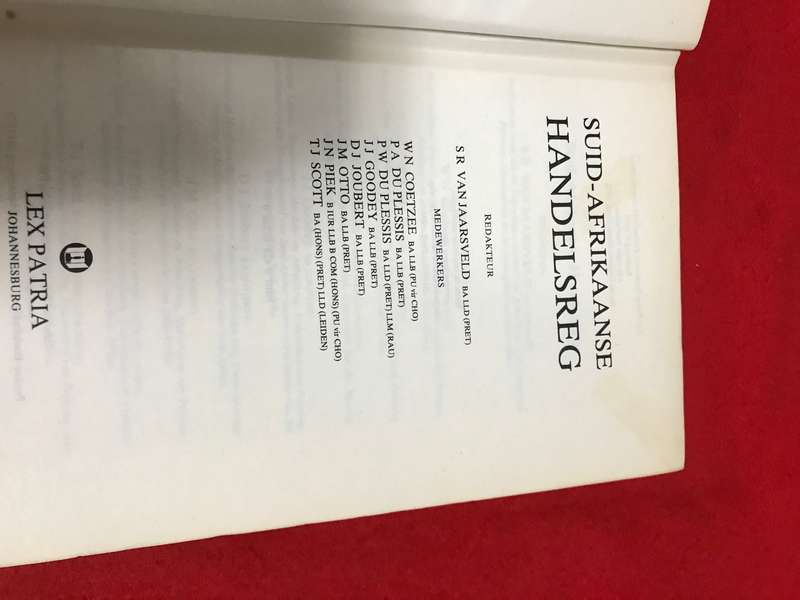 SUID-AFRIKAANSE
HANDELSREG
REDAKTEUR
S R VAN JAARSVELD BA LLD (PRET)
MEDEWERKERS
W N COETZEE BA LLB (PU vir CHO)
P A DU PLESSIS BA LLB (PRET)
P W DU PLESSIS BA LLD (PRET) LLM (RAU)
J J GOODEY BA LLB (PRET)
D J JOUBERT BA LLB (PRET)
J M OTTO BA LLB (PRET)
J N PIEK B IUR LLB B COM (HONS) (PU vir CHO)
T J SCOTT BA (HONS) (PRET) LLD (LEIDEN)
LEX PATRIA
JOHANNESBURG